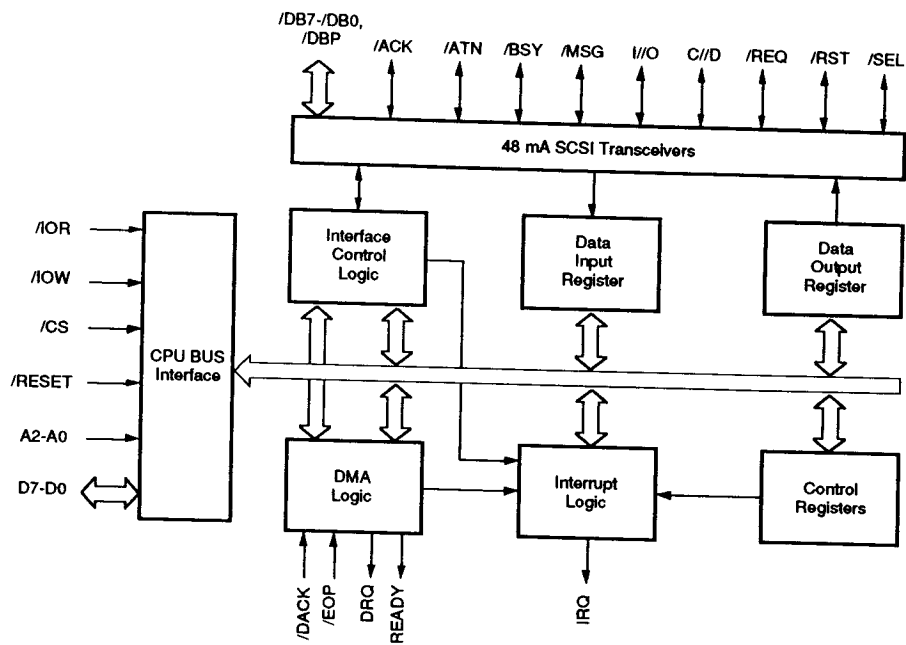 /DB7-/DB0,
/DBP
/ACK
/ATN
/BSY
/MSG
I//O
C//D
/REQ
/RST
/SEL
48 mA SCSI Transceivers
/IOR
/IOW
/CS
/RESET
A2-A0
D7-D0
CPU BUS
Interface
Interface
Control
Logic
Data
Input
Register
Data
Output
Register
DMA
Logic
Interrupt
Logic
Control
Registers
/DACK
/EOP
DRQ
READY
IRQ